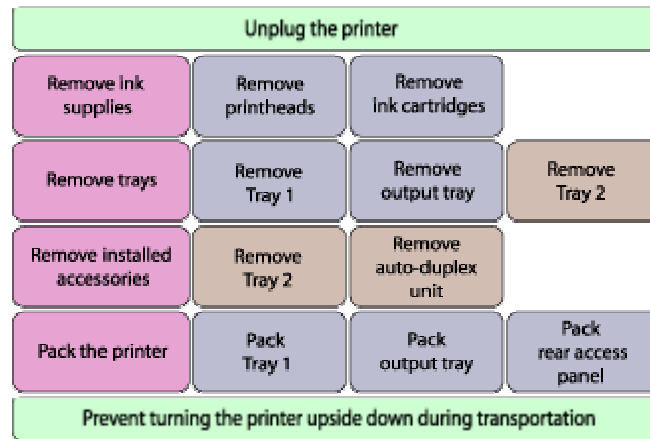 Unplug the printer
Remove ink
supplies
Remove
printheads
Remove
ink cartridges
Remove trays
Remove
Tray 1
Remove
output tray
Remove
Tray 2
Remove installed
accessories
Remove
Tray 2
Remove
auto-duplex
unit
Pack the printer
Pack
Tray 1
Pack
output tray
Pack
rear access
panel
Prevent turning the printer upside down during transportation